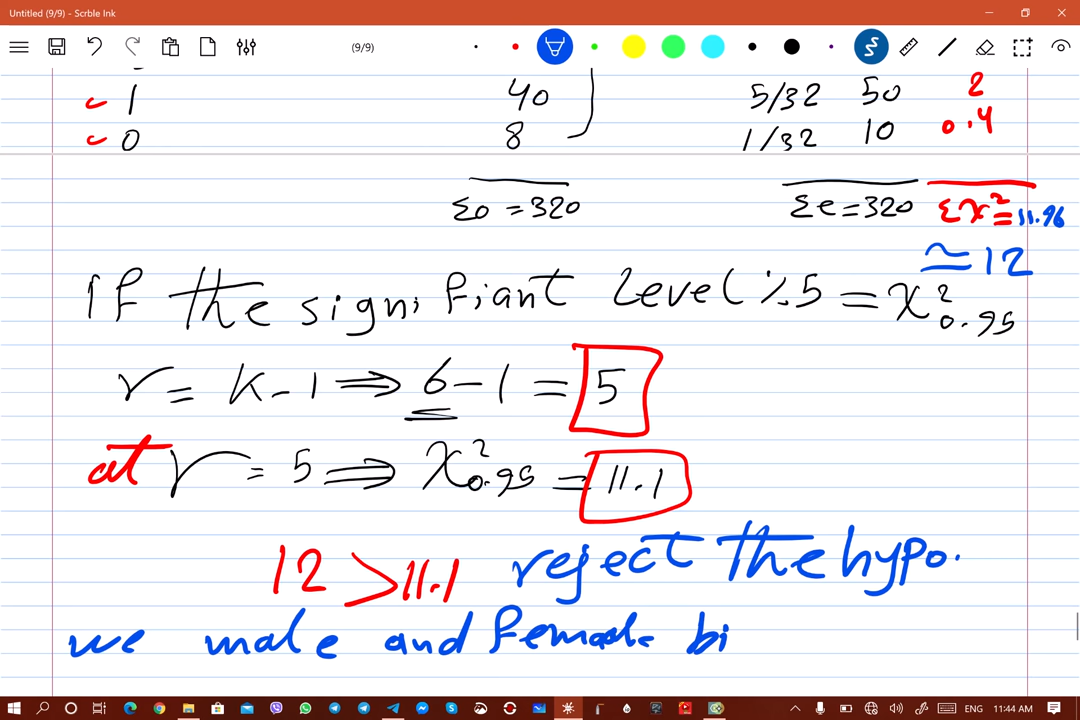 Untitled (9/9) - Scrble Ink
(9/9)
1 40 5/32 50 2
0 8 1/32 10 0.4
Σo = 320 Σe = 320 Σx² = 11.96
≃ 12
If the signifiant level %5 = x²0.95
r = k - 1 ⟹ 6 - 1 = 5
at r = 5 ⟹ x²0.95 = 11.1
12 > 11.1 reject the hypo.
we male and female bi
ENG 11:44 AM